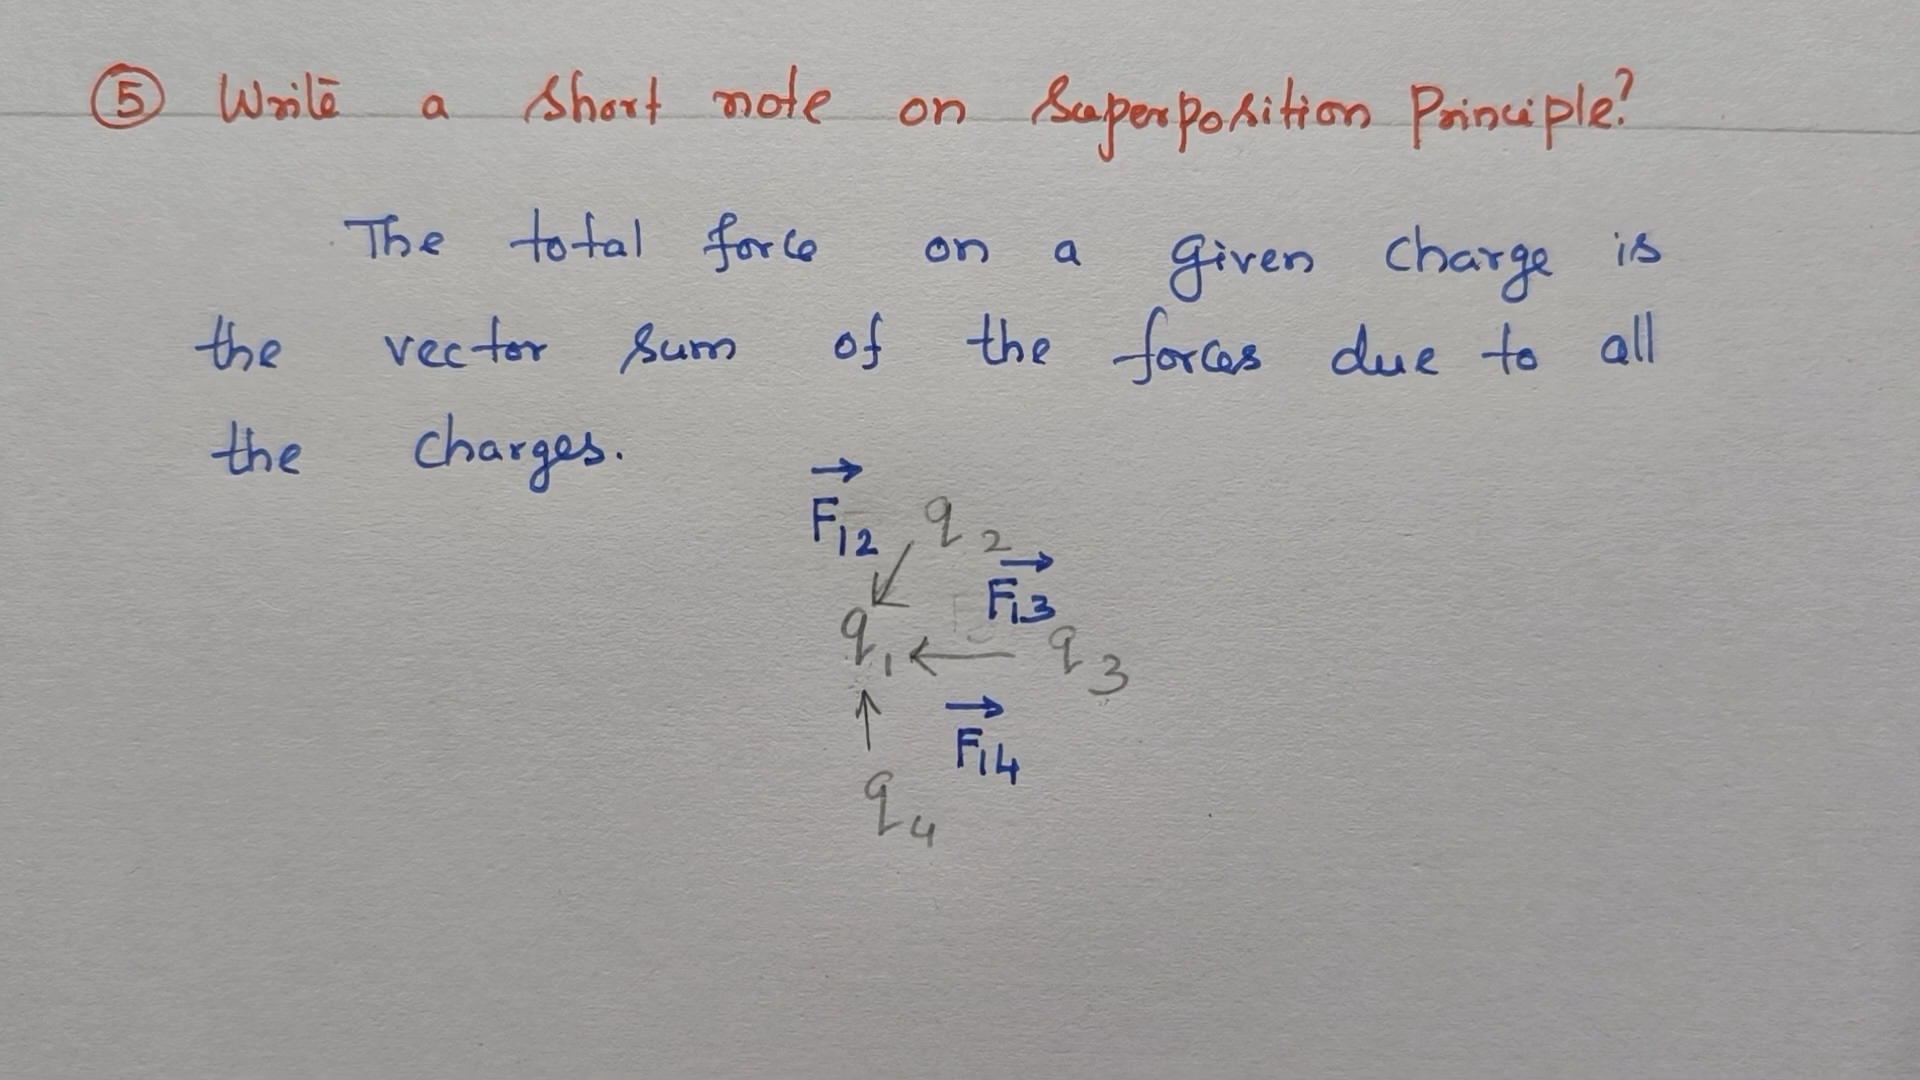 ⑤ Write a short note on Superposition Principle?
The total force on a given charge is
the vector sum of the forces due to all
the charges.
F₁₂ q₂
F₁₃
q₁ q₃
F₁₄
q₄